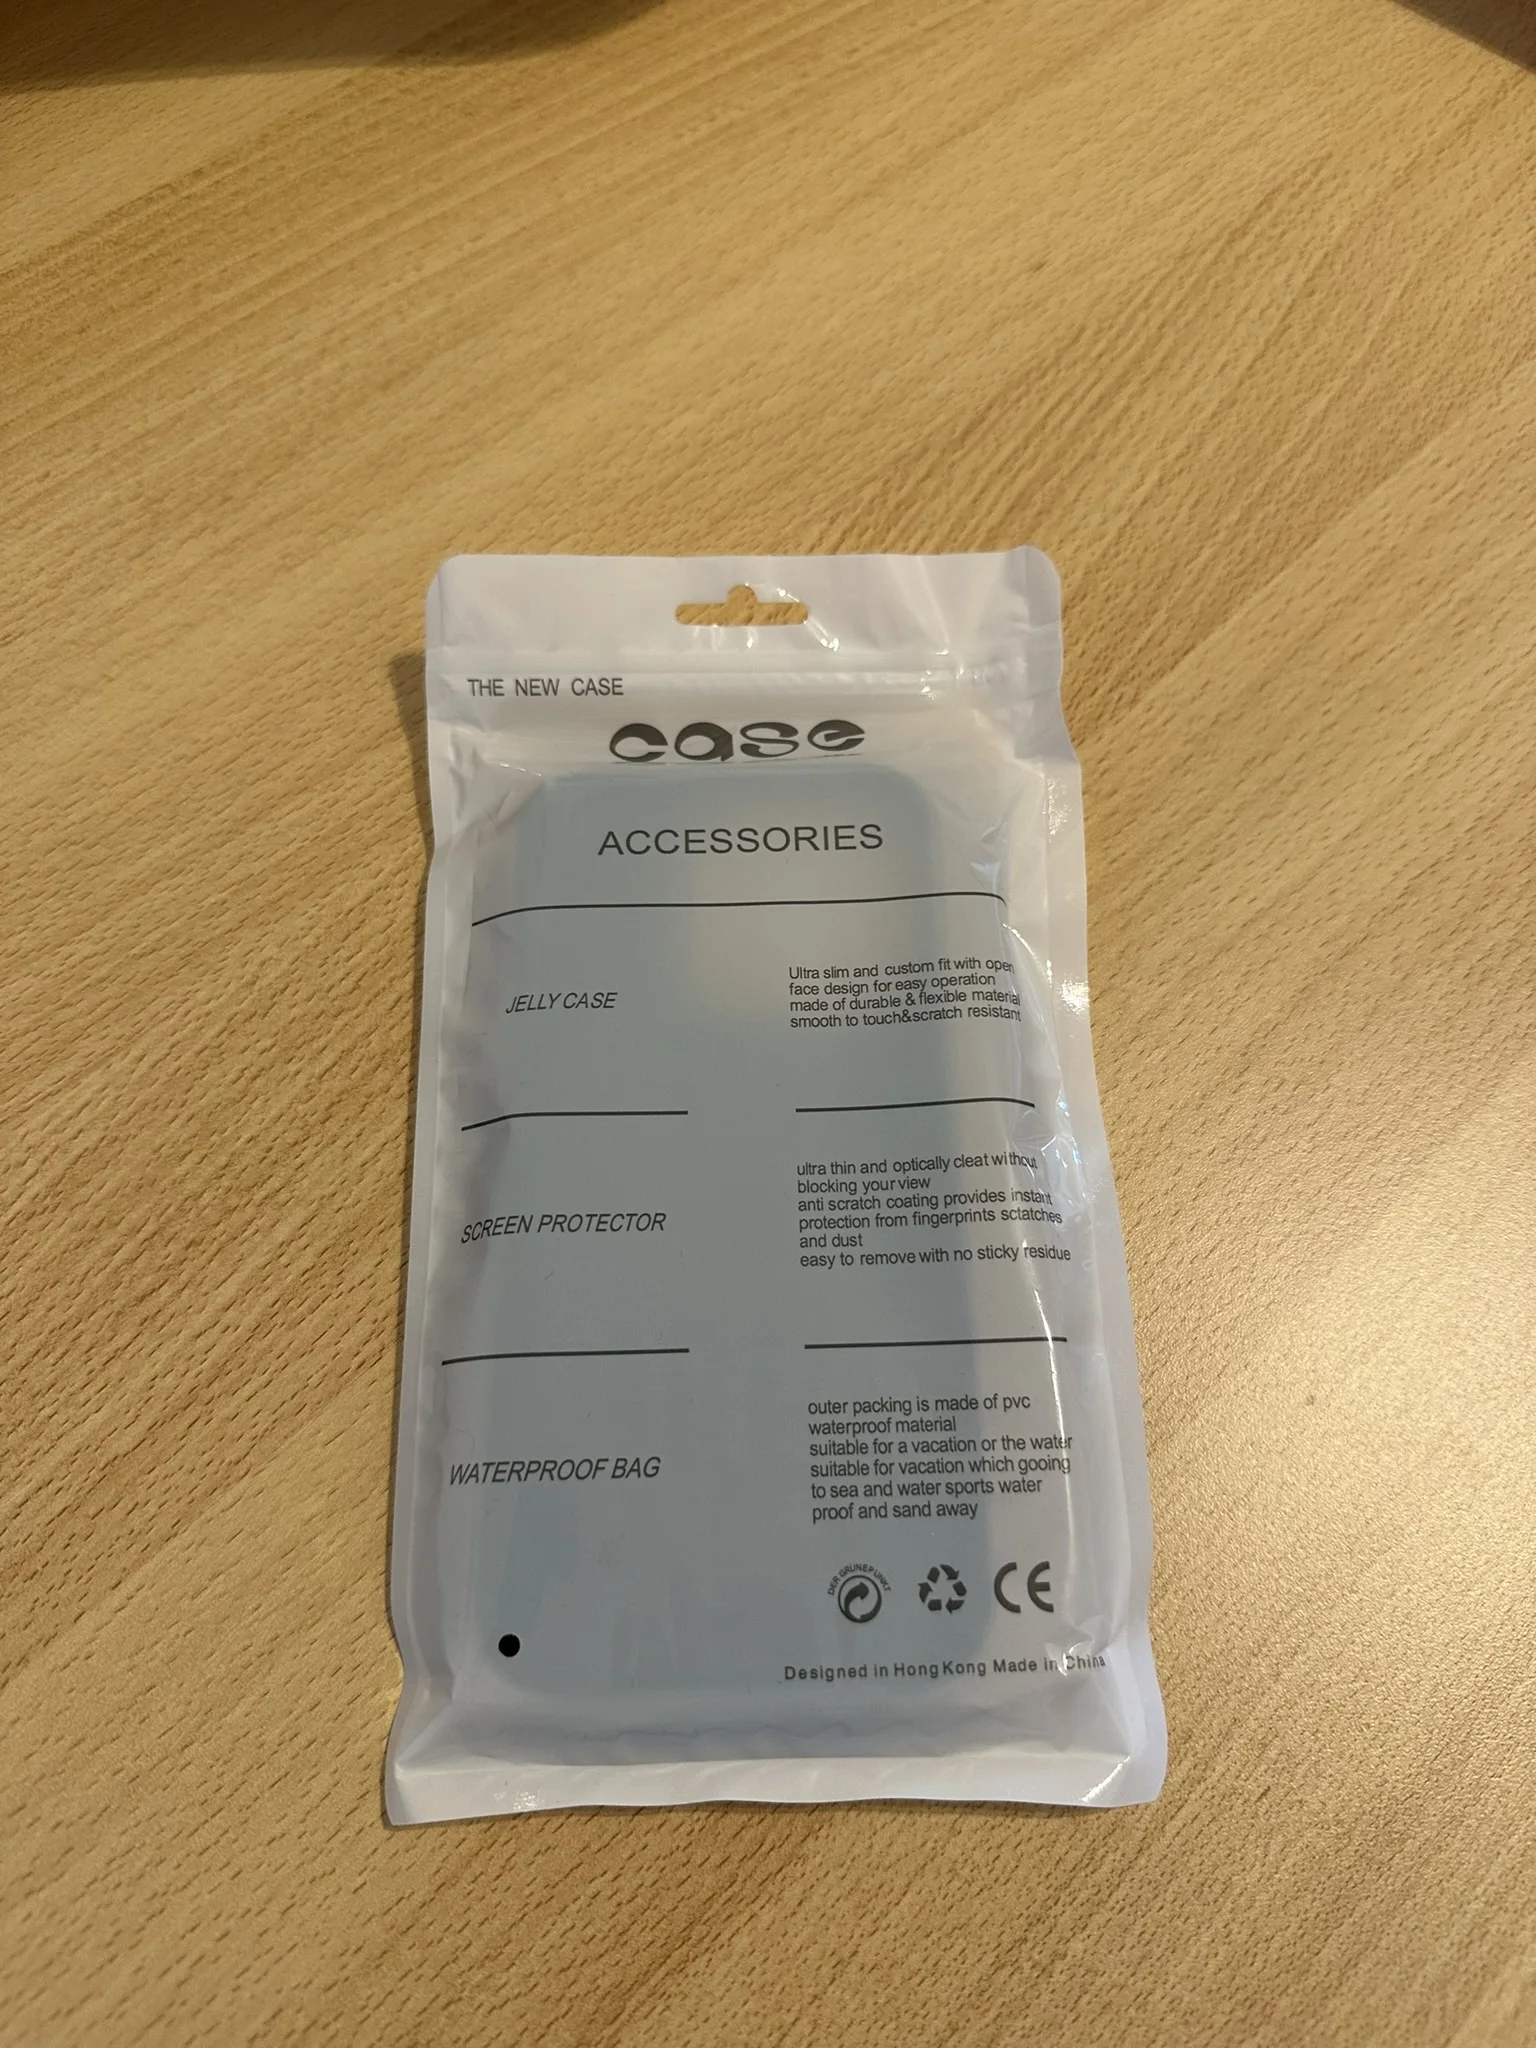 THE NEW CASE
case
ACCESSORIES
JELLY CASE
Ultra slim and custom fit with open
face design for easy operation
made of durable & flexible material
smooth to touch&scratch resistant
SCREEN PROTECTOR
ultra thin and optically cleat without
blocking your view
anti scratch coating provides instant
protection from fingerprints sctatches
and dust
easy to remove with no sticky residue
WATERPROOF BAG
outer packing is made of pvc
waterproof material
suitable for a vacation or the water
suitable for vacation which gooing
to sea and water sports water
proof and sand away
DER GRÜNE PUNKT
CE
Designed in Hong Kong Made in China